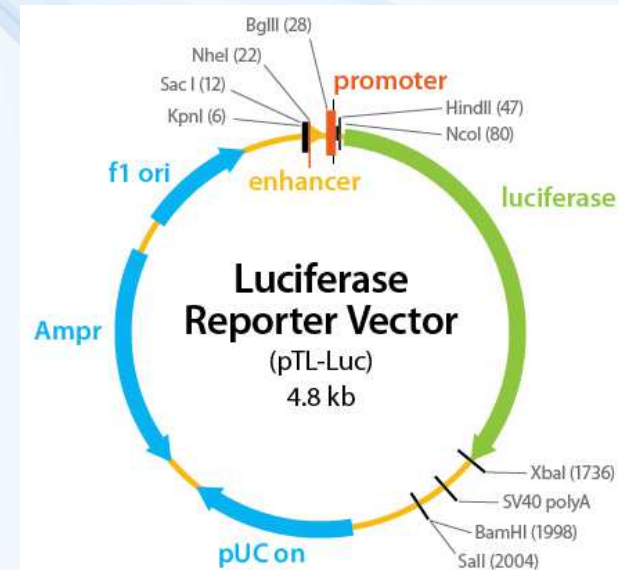 BglII (28)
NheI (22)
promoter
Sac I (12)
HindII (47)
KpnI (6)
NcoI (80)
f1 ori
enhancer
luciferase
Luciferase
Reporter Vector
Ampr
(pTL-Luc)
4.8 kb
XbaI (1736)
SV40 polyA
BamHI (1998)
pUC on
SalI (2004)